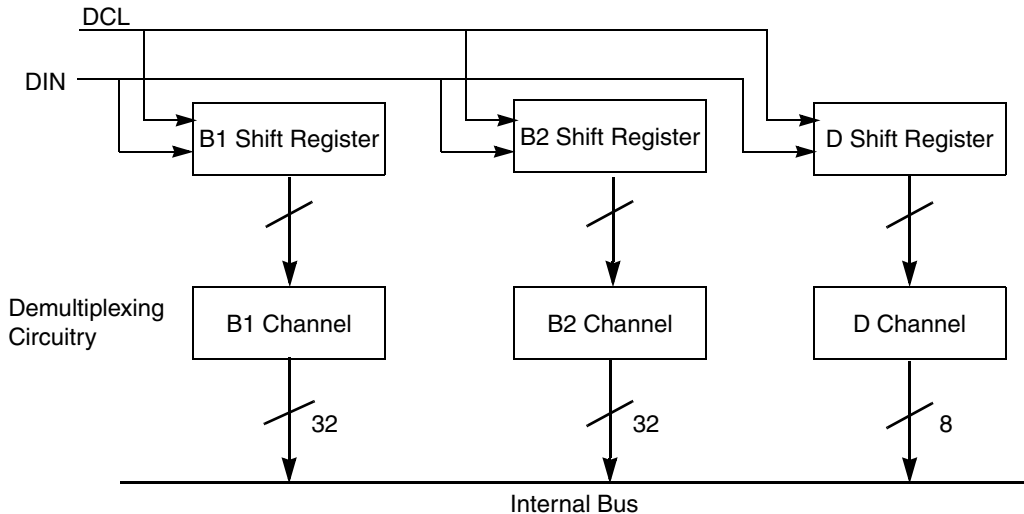 DCL
DIN
B1 Shift Register
B2 Shift Register
D Shift Register
Demultiplexing
Circuitry
B1 Channel
B2 Channel
D Channel
32
32
8
Internal Bus